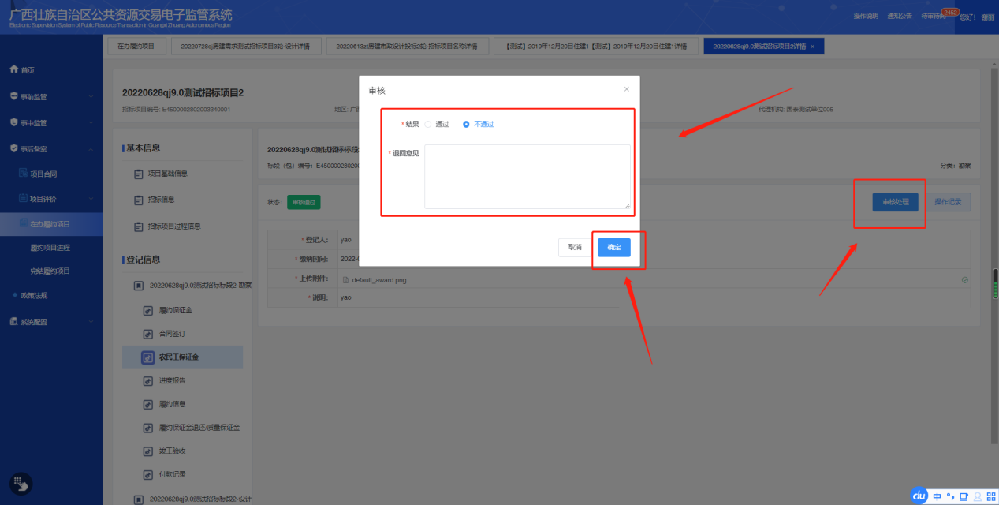 广西壮族自治区公共资源交易电子监管系统
Electronic Supervision System of Public Resource Transaction in Guangxi Zhuang Autonomous Region
操作说明 通知公告 待审待阅 2452 您好! 谢丽
在办履约项目 20220728qj房建需求测试招标项目3轮-设计详情 20220613zt房建市政设计投标2轮-招标项目名称详情 【测试】2019年12月20日住建1【测试】2019年12月20日住建1详情 20220628qj9.0测试招标项目2详情 ×
首页
事前监管
事中监管
事后备案
项目合同
项目评价
在办履约项目
履约项目进程
完结履约项目
政策法规
系统配置
20220628qj9.0测试招标项目2
招标项目编号: E4500002802003340001 地区: 广西 代理机构: 国泰测试单位005
基本信息
项目基础信息
招标信息
招标项目过程信息
登记信息
20220628qj9.0测试招标标段2-勘察
履约保证金
合同签订
农民工保证金
进度报告
履约信息
履约保证金退还/质量保证金
竣工验收
付款记录
20220628qj9.0测试招标标段2-设计
20220628qj9.0测试招标标段
标段（包）编号: E45000028020 分类: 勘察
状态: 审核通过 审核处理 操作记录
* 登记人: yao
* 缴纳时间: 2022-
* 上传附件: default_award.png
* 说明: yao
审核 ×
* 结果 通过 不通过
* 退回意见
取消 确定
du 中